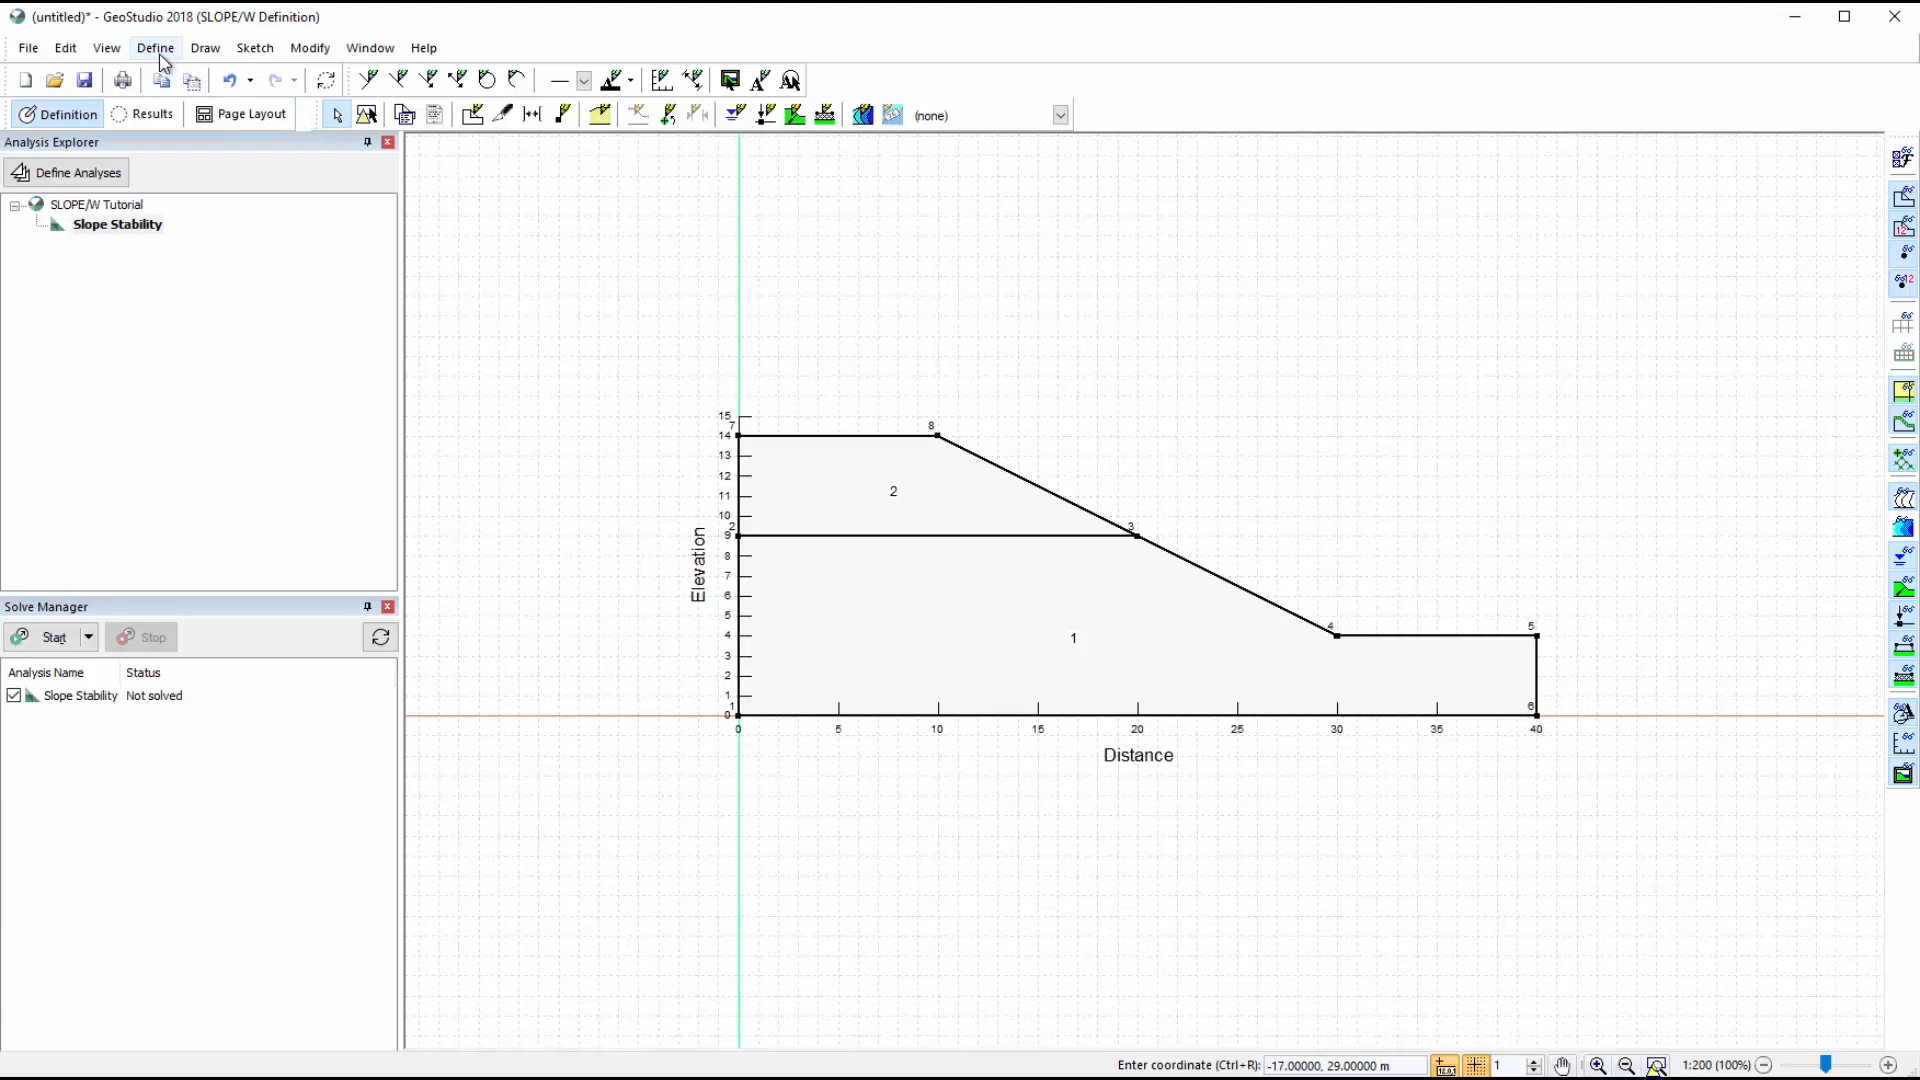 (untitled)* - GeoStudio 2018 (SLOPE/W Definition)
File Edit View Define Draw Sketch Modify Window Help
Definition Results Page Layout (none)
Analysis Explorer
Define Analyses
SLOPE/W Tutorial
Slope Stability
Solve Manager
Start Stop
Analysis Name Status
Slope Stability Not solved
15
7 8
14
13
12
2
11
10
2 3
9
8
7
6
5
4 5
4
1
3
2
1
1 6
0
0 5 10 15 20 25 30 35 40
Elevation
Distance
Enter coordinate (Ctrl+R): -17.00000, 29.00000 m 1 1:200 (100%)